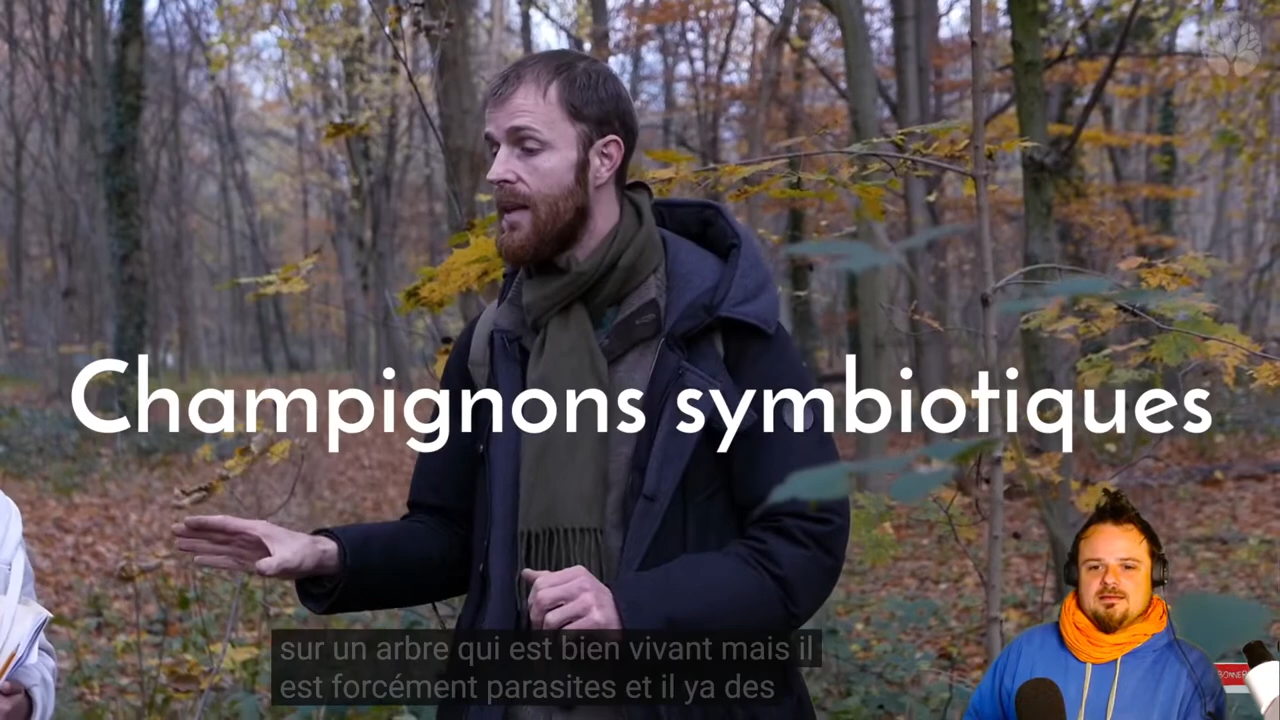 Champignons symbiotiques
sur un arbre qui est bien vivant mais il
est forcément parasites et il ya des